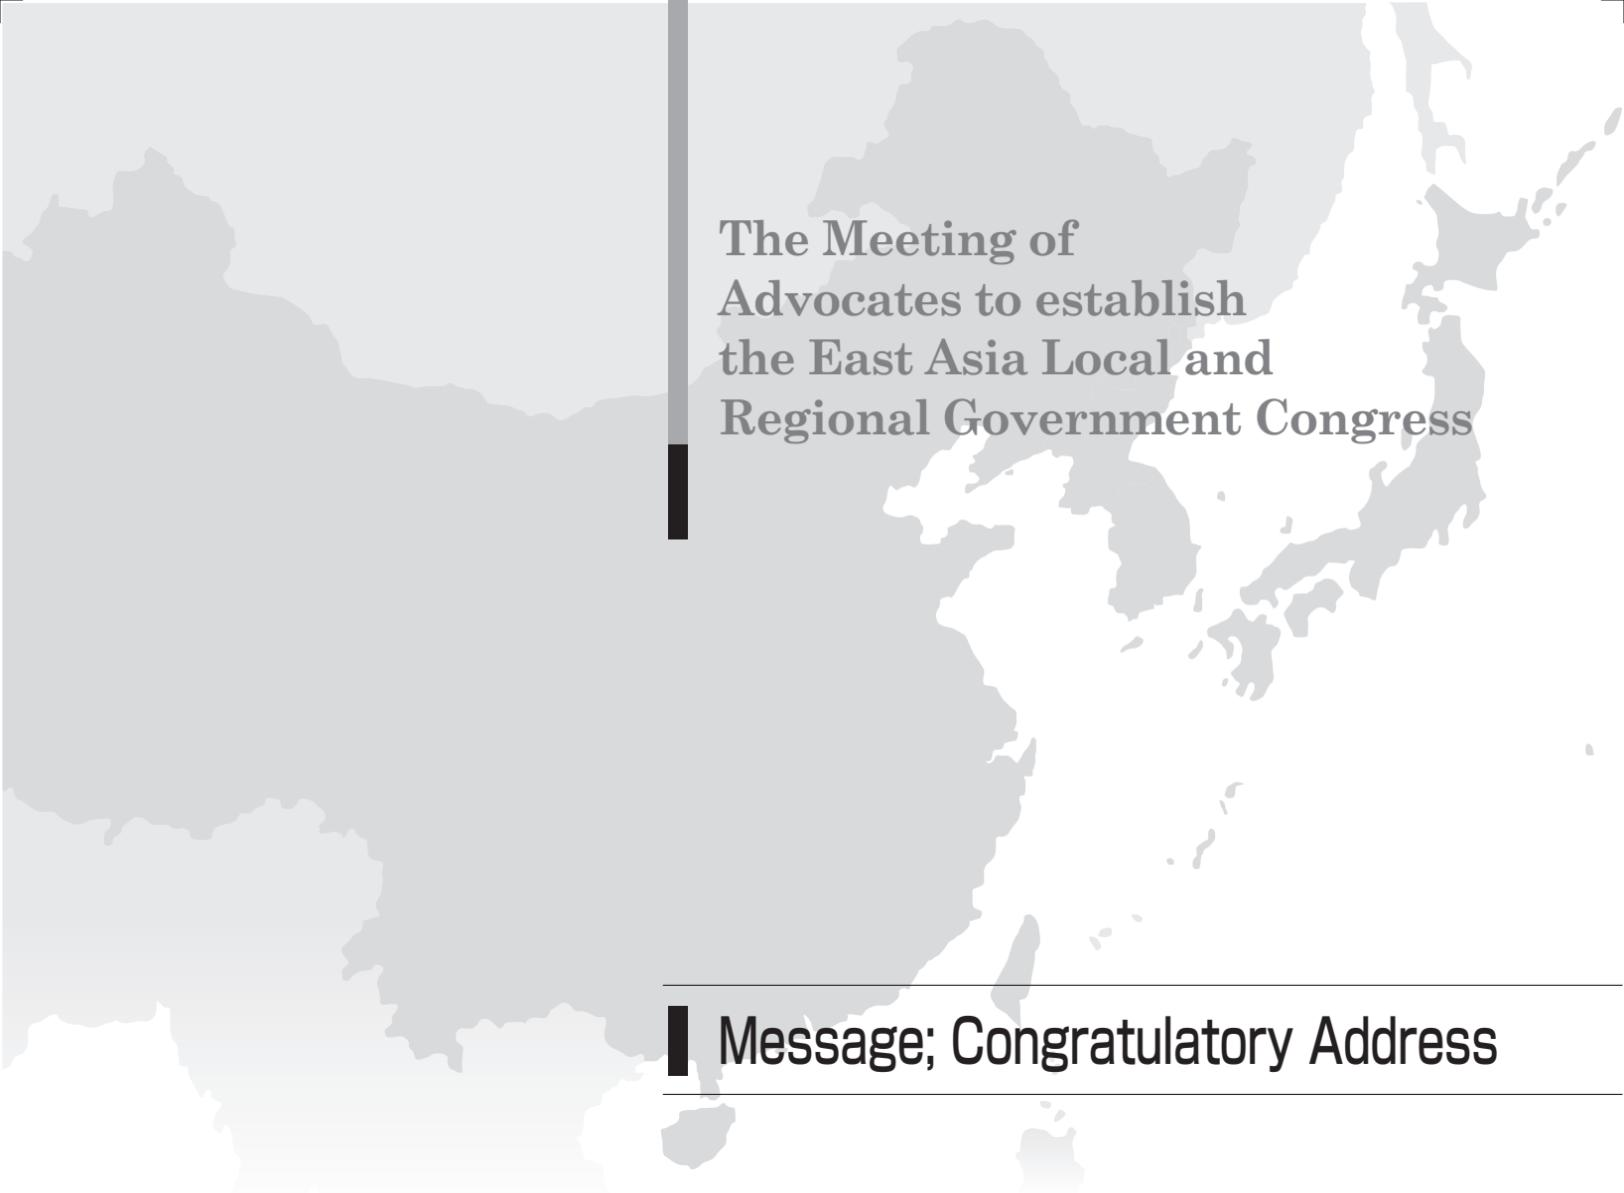 The Meeting of
Advocates to establish
the East Asia Local and
Regional Government Congress
Message; Congratulatory Address